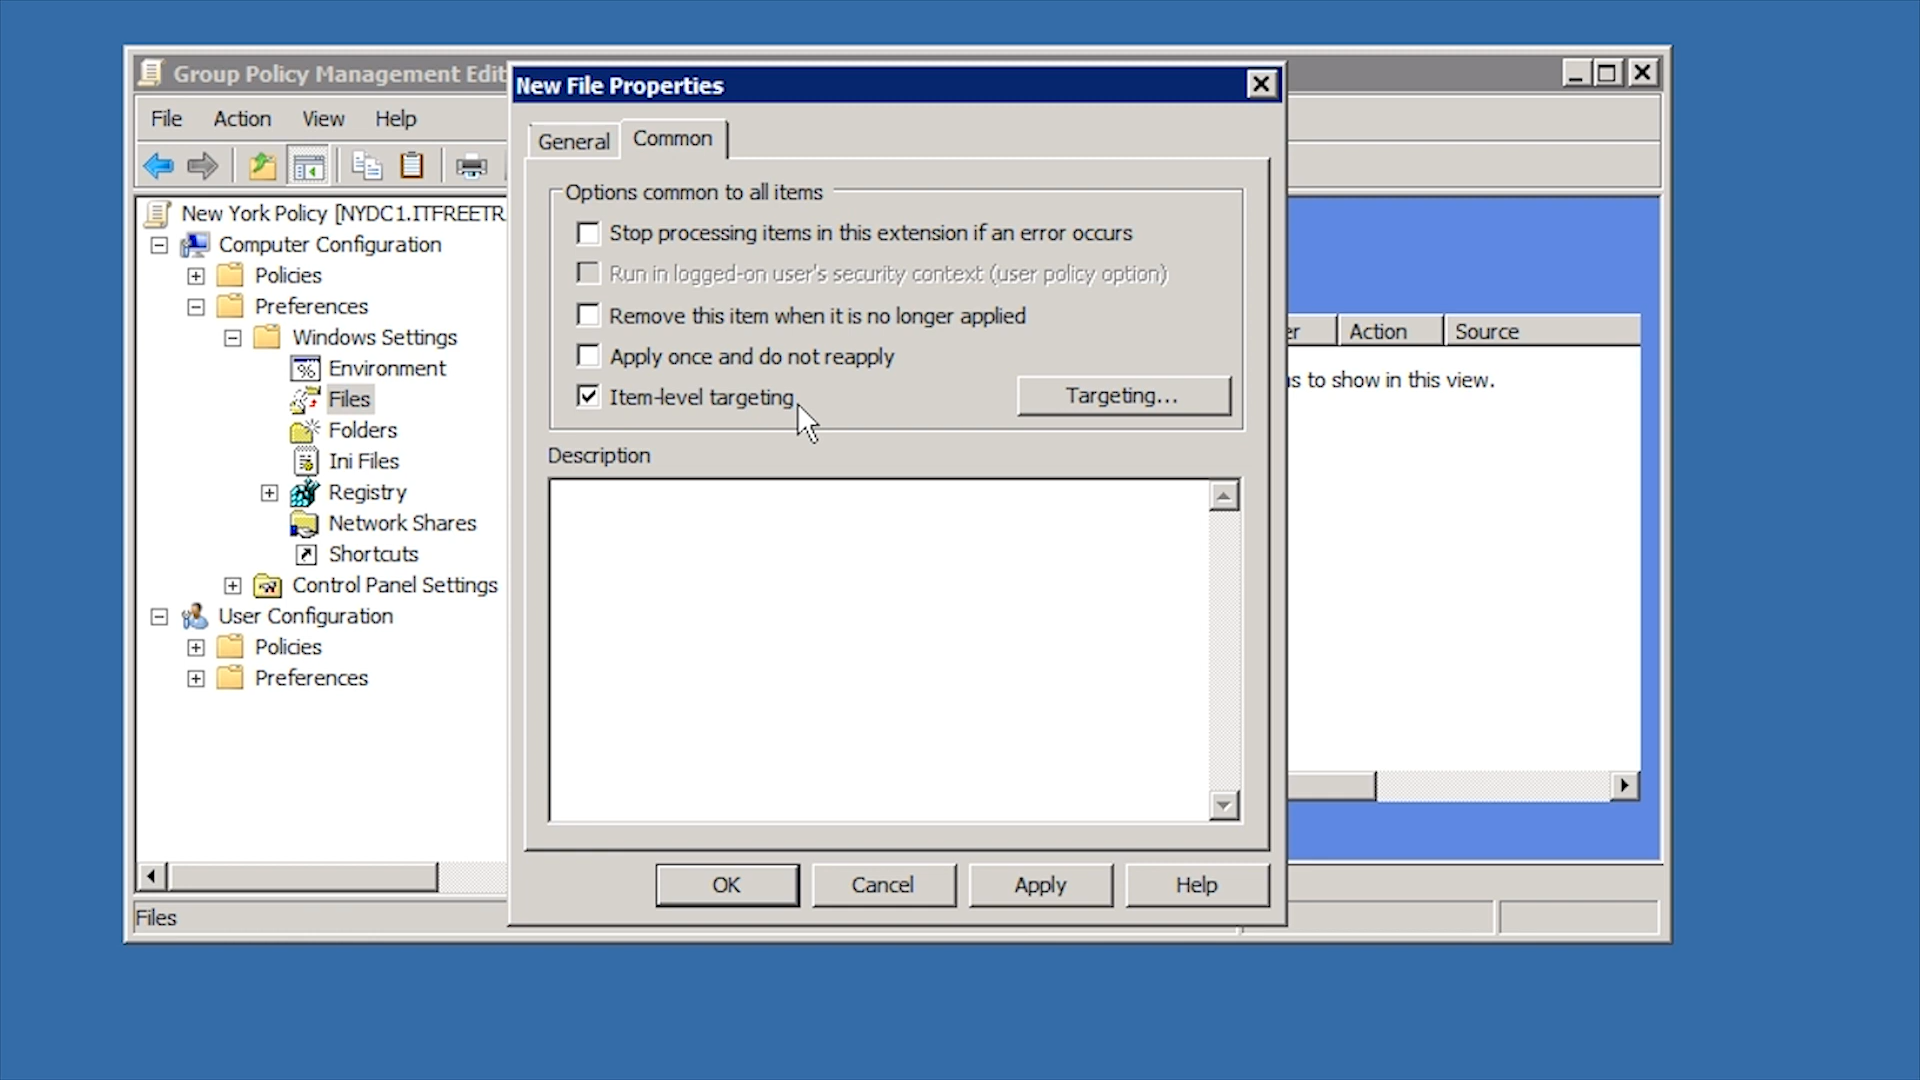 Group Policy Management Edit
New File Properties
File Action View Help
General Common
Options common to all items
Stop processing items in this extension if an error occurs
Run in logged-on user's security context (user policy option)
Remove this item when it is no longer applied
Apply once and do not reapply
Item-level targeting
Targeting...
Description
OK Cancel Apply Help
New York Policy [NYDC1.ITFREETR
Computer Configuration
Policies
Preferences
Windows Settings
Environment
Files
Folders
Ini Files
Registry
Network Shares
Shortcuts
Control Panel Settings
User Configuration
Policies
Preferences
er Action Source
ns to show in this view.
Files